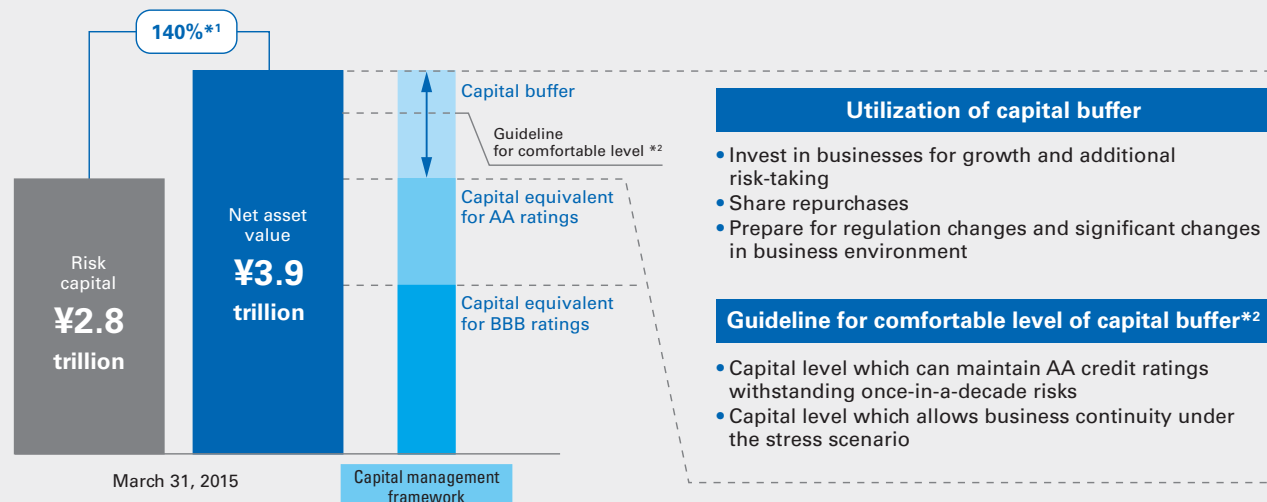 140%*1
Risk
capital
¥2.8
trillion
Net asset
value
¥3.9
trillion
March 31, 2015
Capital buffer
Guideline
for comfortable level *2
Capital equivalent
for AA ratings
Capital equivalent
for BBB ratings
Capital management
framework
Utilization of capital buffer
• Invest in businesses for growth and additional
risk-taking
• Share repurchases
• Prepare for regulation changes and significant changes
in business environment
Guideline for comfortable level of capital buffer*2
• Capital level which can maintain AA credit ratings
withstanding once-in-a-decade risks
• Capital level which allows business continuity under
the stress scenario